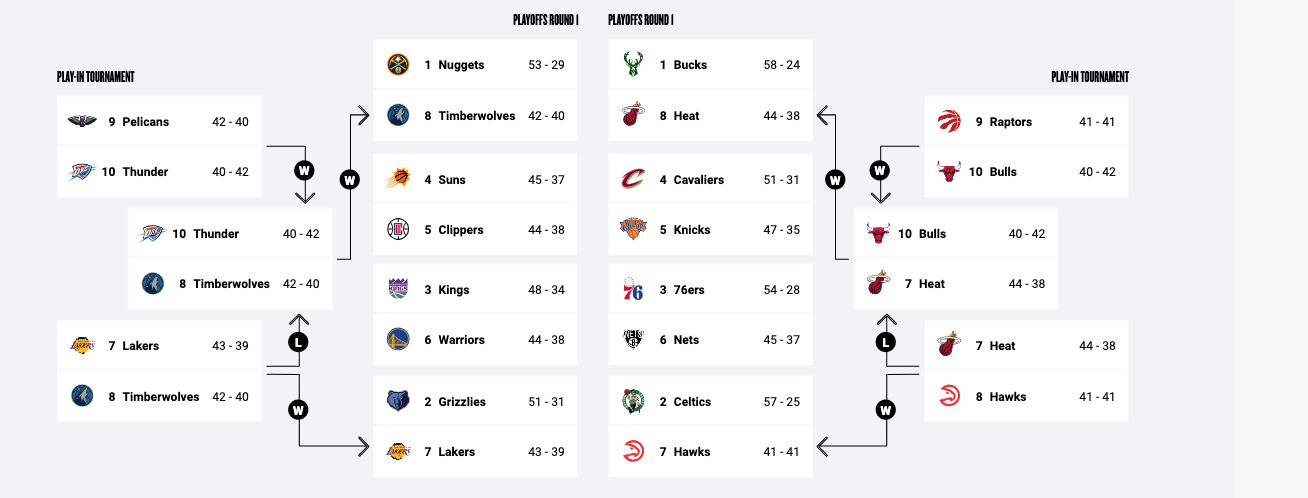 PLAYOFFS ROUND I
PLAYOFFS ROUND I
PLAY-IN TOURNAMENT
PLAY-IN TOURNAMENT
9 Pelicans 42 - 40
10 Thunder 40 - 42
W
10 Thunder 40 - 42
8 Timberwolves 42 - 40
W
7 Lakers 43 - 39
8 Timberwolves 42 - 40
L
W
1 Nuggets 53 - 29
8 Timberwolves 42 - 40
4 Suns 45 - 37
5 Clippers 44 - 38
KINGS
3 Kings 48 - 34
6 Warriors 44 - 38
2 Grizzlies 51 - 31
LAKERS
7 Lakers 43 - 39
1 Bucks 58 - 24
8 Heat 44 - 38
4 Cavaliers 51 - 31
5 Knicks 47 - 35
76
3 76ers 54 - 28
NETS
6 Nets 45 - 37
2 Celtics 57 - 25
7 Hawks 41 - 41
9 Raptors 41 - 41
10 Bulls 40 - 42
W
10 Bulls 40 - 42
7 Heat 44 - 38
W
7 Heat 44 - 38
8 Hawks 41 - 41
L
W